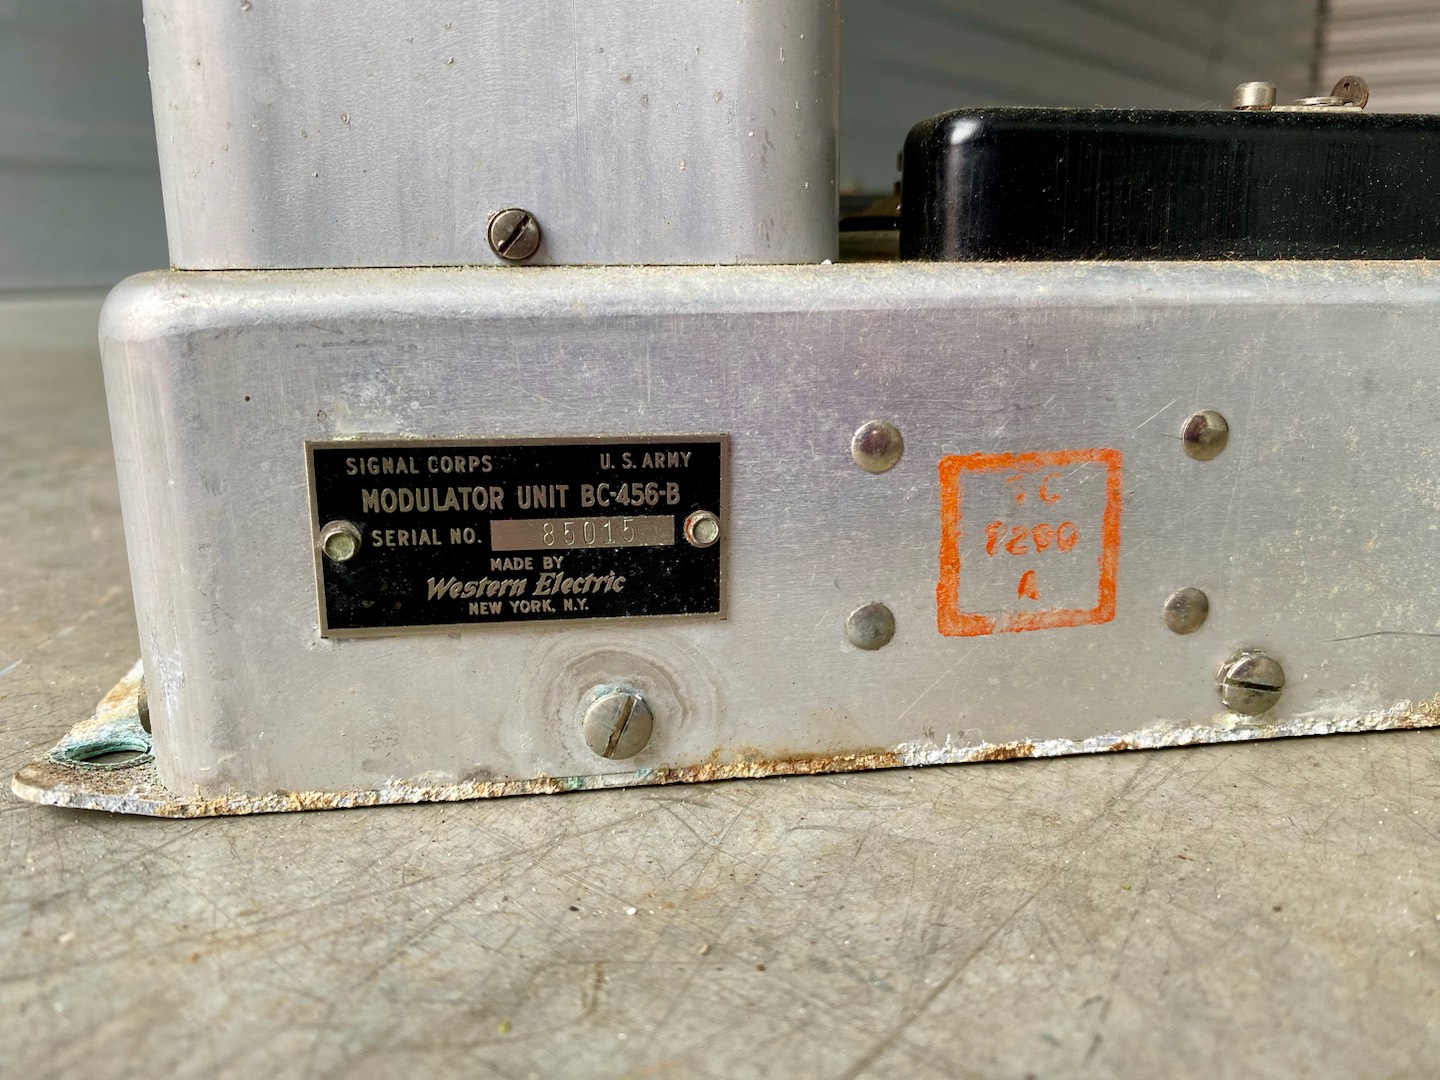 SIGNAL CORPS U. S. ARMY
MODULATOR UNIT BC-456-B
SERIAL NO. 85015
MADE BY
Western Electric
NEW YORK, N.Y.
A